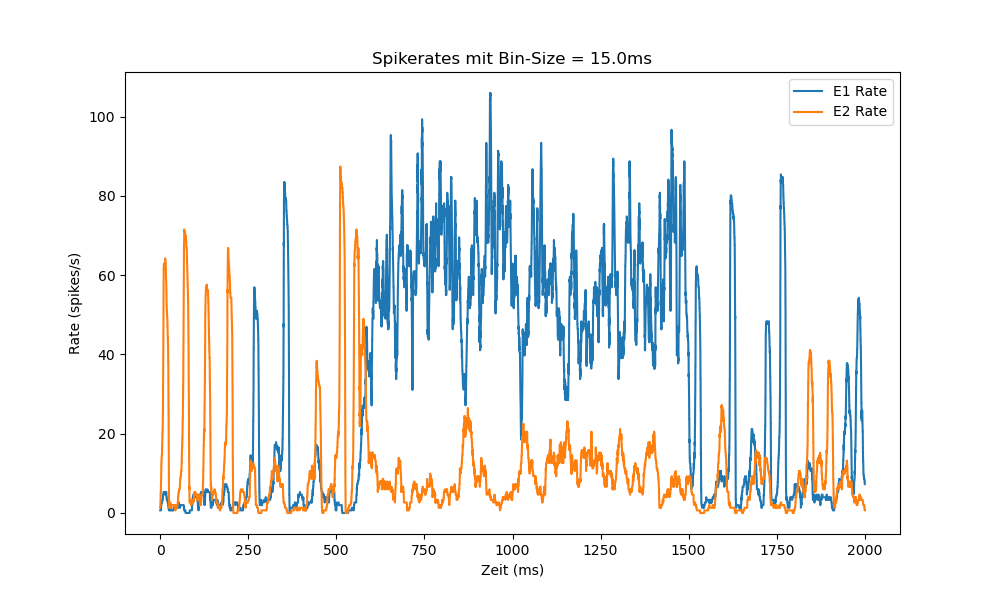 Spikerates mit Bin-Size = 15.0ms
E1 Rate
E2 Rate
Rate (spikes/s)
100
80
60
40
20
0
0 250 500 750 1000 1250 1500 1750 2000
Zeit (ms)